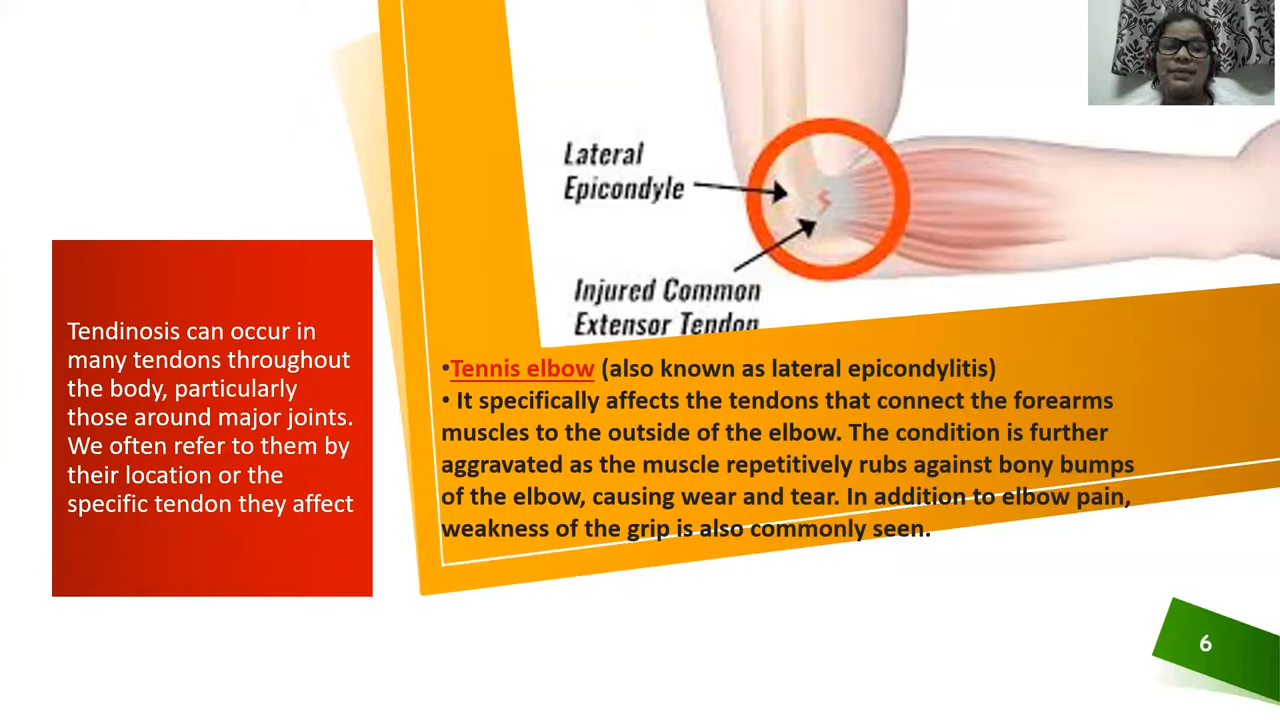 Lateral
Epicondyle
Injured Common
Extensor Tendon
Tendinosis can occur in
many tendons throughout
the body, particularly
those around major joints.
We often refer to them by
their location or the
specific tendon they affect
•Tennis elbow (also known as lateral epicondylitis)
• It specifically affects the tendons that connect the forearms
muscles to the outside of the elbow. The condition is further
aggravated as the muscle repetitively rubs against bony bumps
of the elbow, causing wear and tear. In addition to elbow pain,
weakness of the grip is also commonly seen.
6